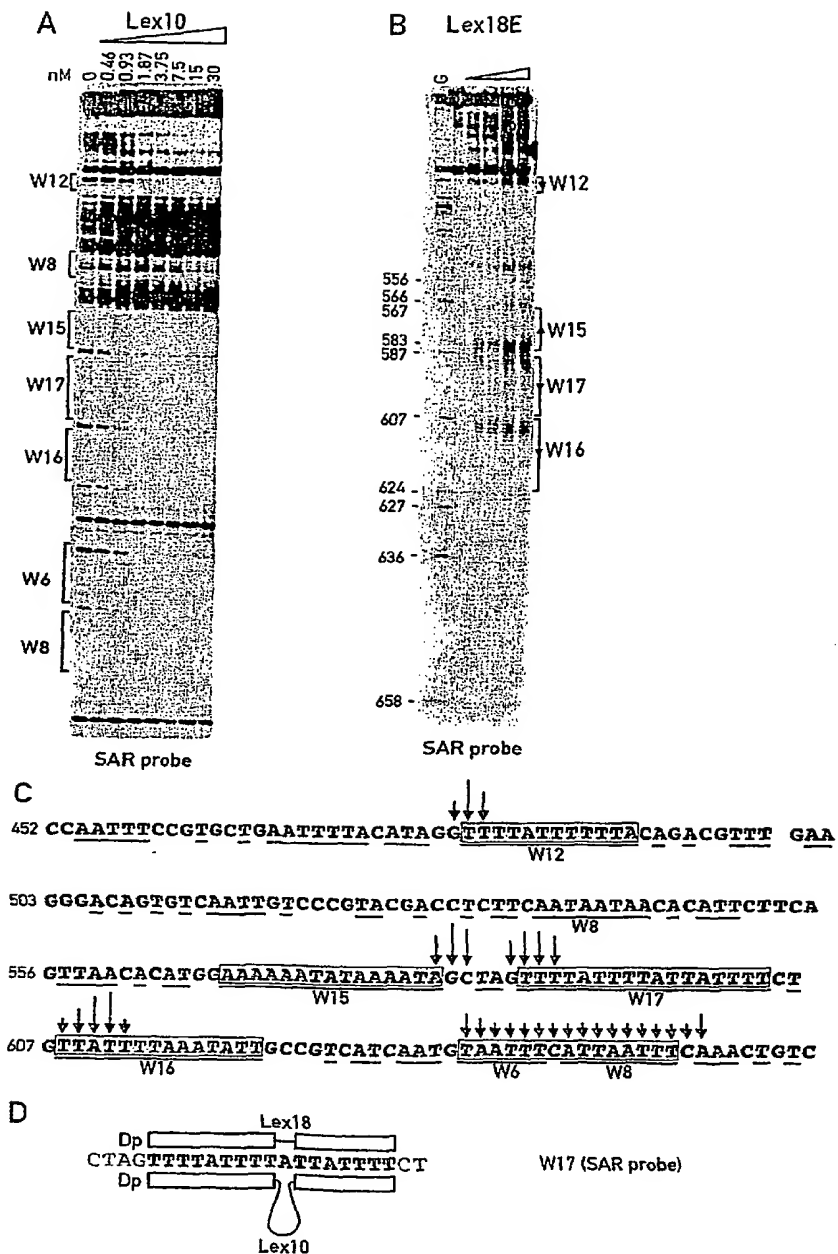 A Lex10
nM 0 0.46 0.93 1.87 3.75 7.5 15 30
W12
W8
W15
W17
W16
W6
W8
SAR probe
B Lex18E
G
W12
556
566
567
W15
583
587
W17
607
W16
624
627
636
658
SAR probe
C
452 CCAATTTCCGTGCTGAATTTTACATAGGTTTTATTTTTTACAGACGTTT GAA
W12
503 GGGACAGTGTCAATTGTCCCGTACGACCTCTTCAATAATAACACATTCTTCA
W8
556 GTTAACACATGGAAAAAATATAAAATAGCTAGTTTTATTTTATTATTTTCT
W15 W17
607 GTTATTTTAAATATTGCCGTCATCAATGTAATTTCATTAATTTCAAACTGTC
W16 W6 W8
D
Lex18
Dp
CTAGTTTTATTTTATTATTTTCT W17 (SAR probe)
Dp
Lex10